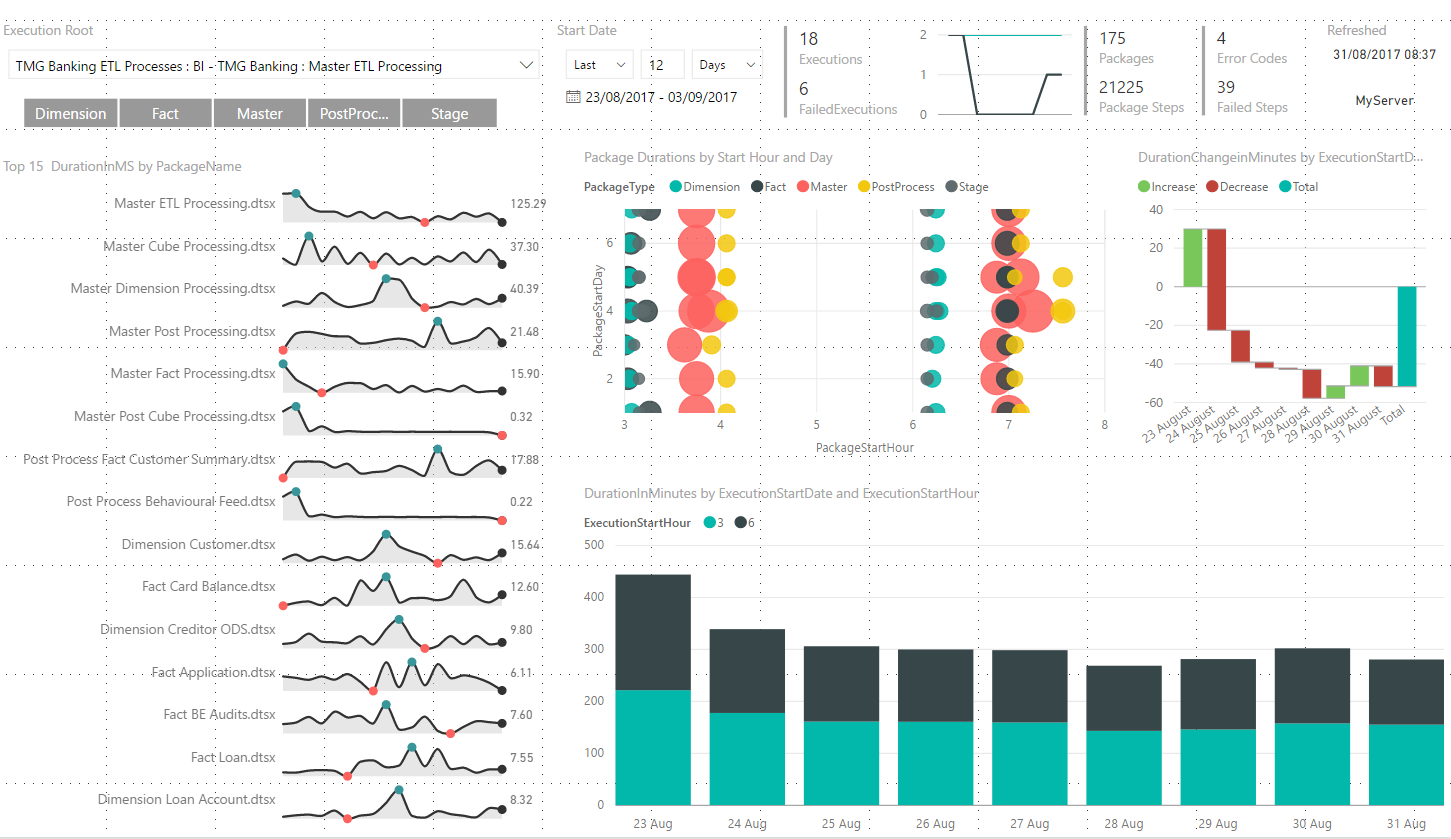 Execution Root
TMG Banking ETL Processes : BI - TMG Banking : Master ETL Processing
Dimension Fact Master PostProc... Stage
Start Date
Last 12 Days
23/08/2017 - 03/09/2017
18
Executions
6
FailedExecutions
2
1
0
175
Packages
21225
Package Steps
4
Error Codes
39
Failed Steps
Refreshed
31/08/2017 08:37
MyServer
Top 15 DurationInMS by PackageName
Master ETL Processing.dtsx 125.29
Master Cube Processing.dtsx 37.30
Master Dimension Processing.dtsx 40.39
Master Post Processing.dtsx 21.48
Master Fact Processing.dtsx 15.90
Master Post Cube Processing.dtsx 0.32
Post Process Fact Customer Summary.dtsx 17.88
Post Process Behavioural Feed.dtsx 0.22
Dimension Customer.dtsx 15.64
Fact Card Balance.dtsx 12.60
Dimension Creditor ODS.dtsx 9.80
Fact Application.dtsx 6.11
Fact BE Audits.dtsx 7.60
Fact Loan.dtsx 7.55
Dimension Loan Account.dtsx 8.32
Package Durations by Start Hour and Day
PackageType Dimension Fact Master PostProcess Stage
PackageStartDay
6
4
2
3 4 5 6 7 8
PackageStartHour
DurationChangeinMinutes by ExecutionStartD...
Increase Decrease Total
40
20
0
-20
-40
-60
23 August 24 August 25 August 26 August 27 August 28 August 29 August 30 August 31 August Total
DurationInMinutes by ExecutionStartDate and ExecutionStartHour
ExecutionStartHour 3 6
500
400
300
200
100
0
23 Aug 24 Aug 25 Aug 26 Aug 27 Aug 28 Aug 29 Aug 30 Aug 31 Aug